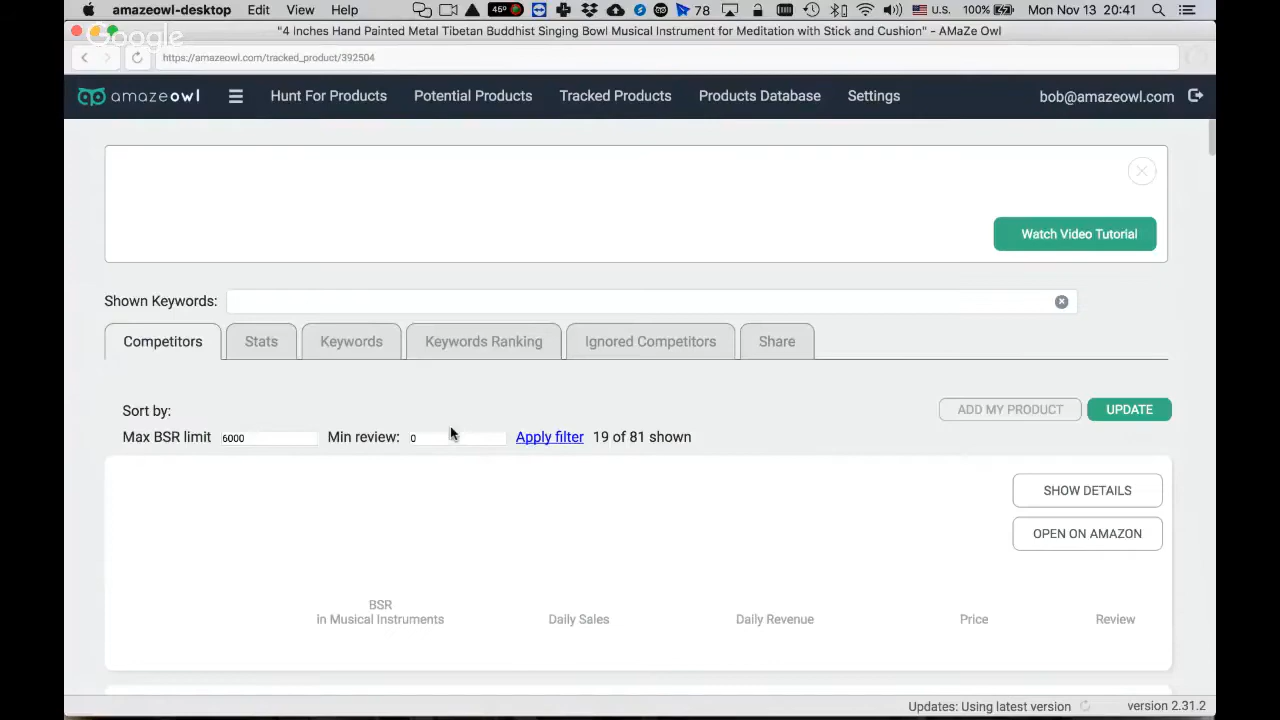 amazeowl-desktop Edit View Help 45° 78 U.S. 100% Mon Nov 13 20:41
Google
"4 Inches Hand Painted Metal Tibetan Buddhist Singing Bowl Musical Instrument for Meditation with Stick and Cushion" - AMaZe Owl
https://amazeowl.com/tracked_product/392504
amazeowl Hunt For Products Potential Products Tracked Products Products Database Settings bob@amazeowl.com
Watch Video Tutorial
Shown Keywords:
Competitors Stats Keywords Keywords Ranking Ignored Competitors Share
Sort by: ADD MY PRODUCT UPDATE
Max BSR limit 6000 Min review: 0 Apply filter 19 of 81 shown
SHOW DETAILS
OPEN ON AMAZON
BSR
in Musical Instruments Daily Sales Daily Revenue Price Review
Updates: Using latest version version 2.31.2